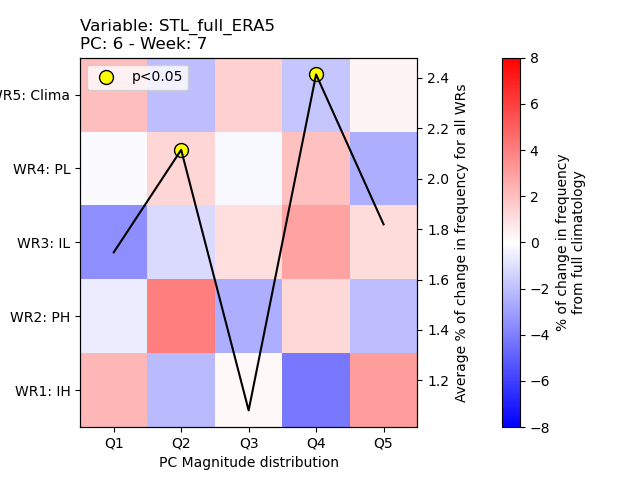 Variable: STL_full_ERA5
PC: 6 - Week: 7
p<0.05
WR5: Clima
WR4: PL
WR3: IL
WR2: PH
WR1: IH
Q1 Q2 Q3 Q4 Q5
PC Magnitude distribution
2.4
2.2
2.0
1.8
1.6
1.4
1.2
Average % of change in frequency for all WRs
8
6
4
2
0
−2
−4
−6
−8
% of change in frequency
from full climatology